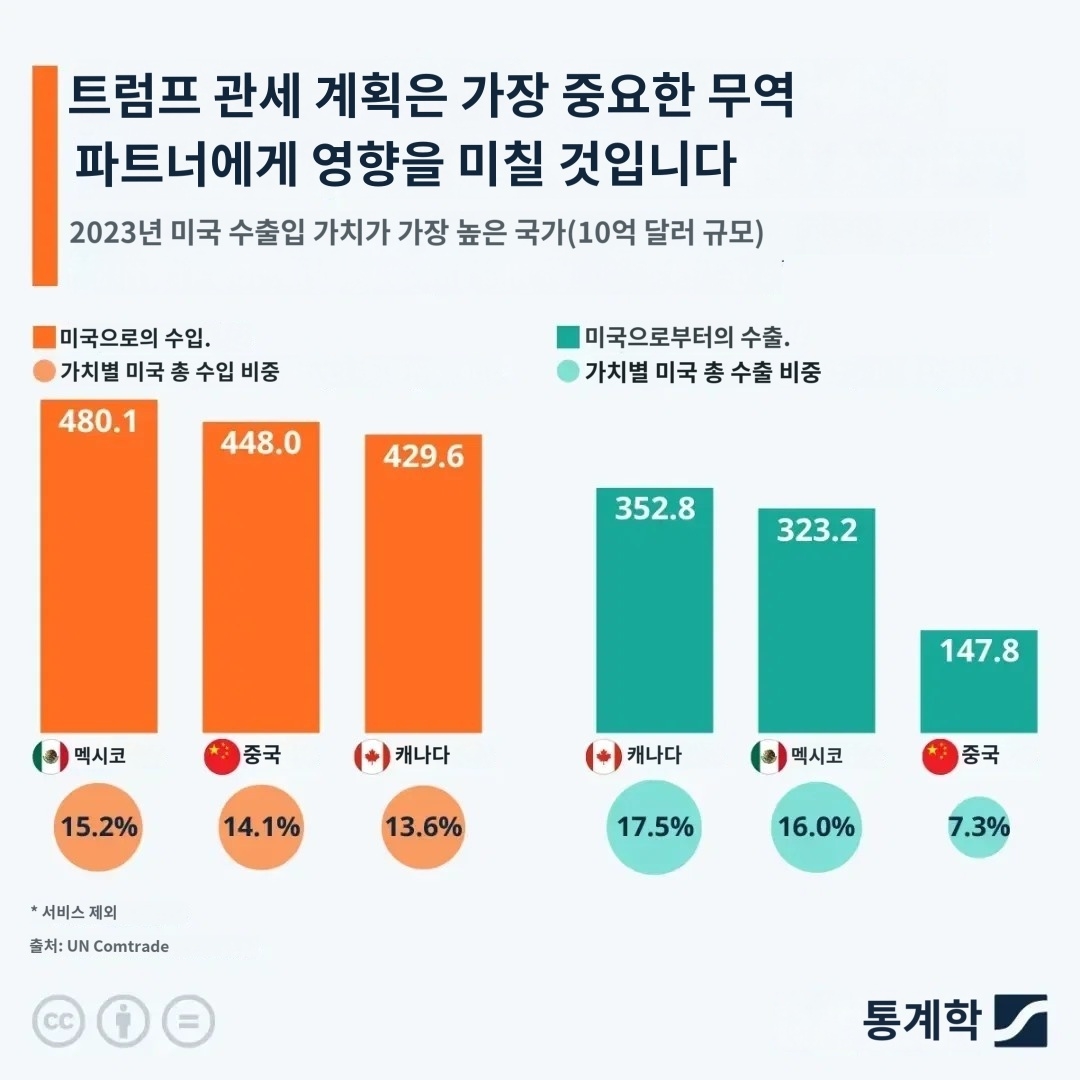 트럼프 관세 계획은 가장 중요한 무역
파트너에게 영향을 미칠 것입니다
2023년 미국 수출입 가치가 가장 높은 국가(10억 달러 규모)
미국으로의 수입.
가치별 미국 총 수입 비중
480.1
448.0
429.6
멕시코
중국
캐나다
15.2%
14.1%
13.6%
미국으로부터의 수출.
가치별 미국 총 수출 비중
352.8
323.2
147.8
캐나다
멕시코
중국
17.5%
16.0%
7.3%
* 서비스 제외
출처: UN Comtrade
cc
통계학